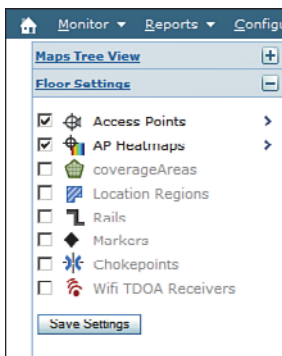 Monitor Reports Configu
Maps Tree View
Floor Settings
Access Points
AP Heatmaps
coverageAreas
Location Regions
Rails
Markers
Chokepoints
Wifi TDOA Receivers
Save Settings